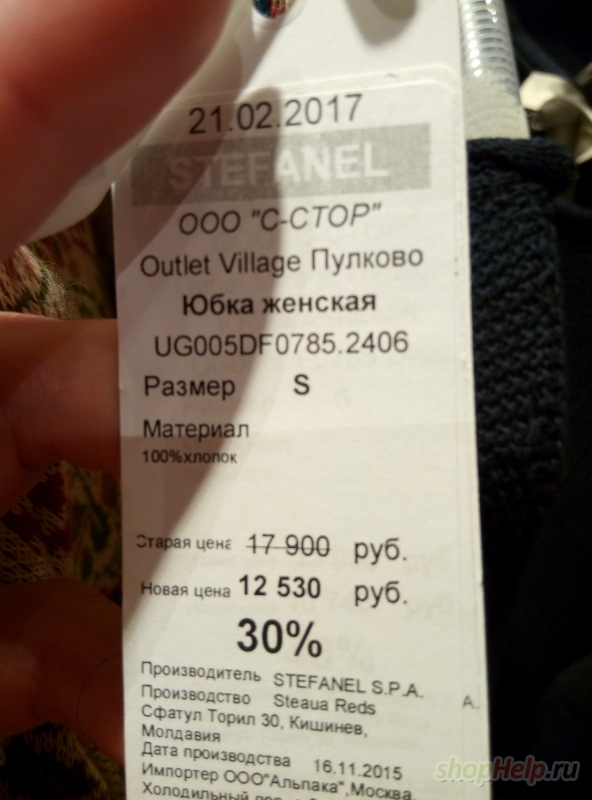 21.02.2017
STEFANEL
ООО "С-СТОР"
Outlet Village Пулково
Юбка женская
UG005DF0785.2406
Размер S
Материал
100%хлопок
Старая цена 17 900 руб.
Новая цена 12 530 руб.
30%
Производитель STEFANEL S.P.A.
Производство Steaua Reds А.
Сфатул Торил 30, Кишинев,
Молдавия
Дата производства 16.11.2015
Импортер ООО"Альпака",Москва,
Холодильный пер
shopHelp.ru